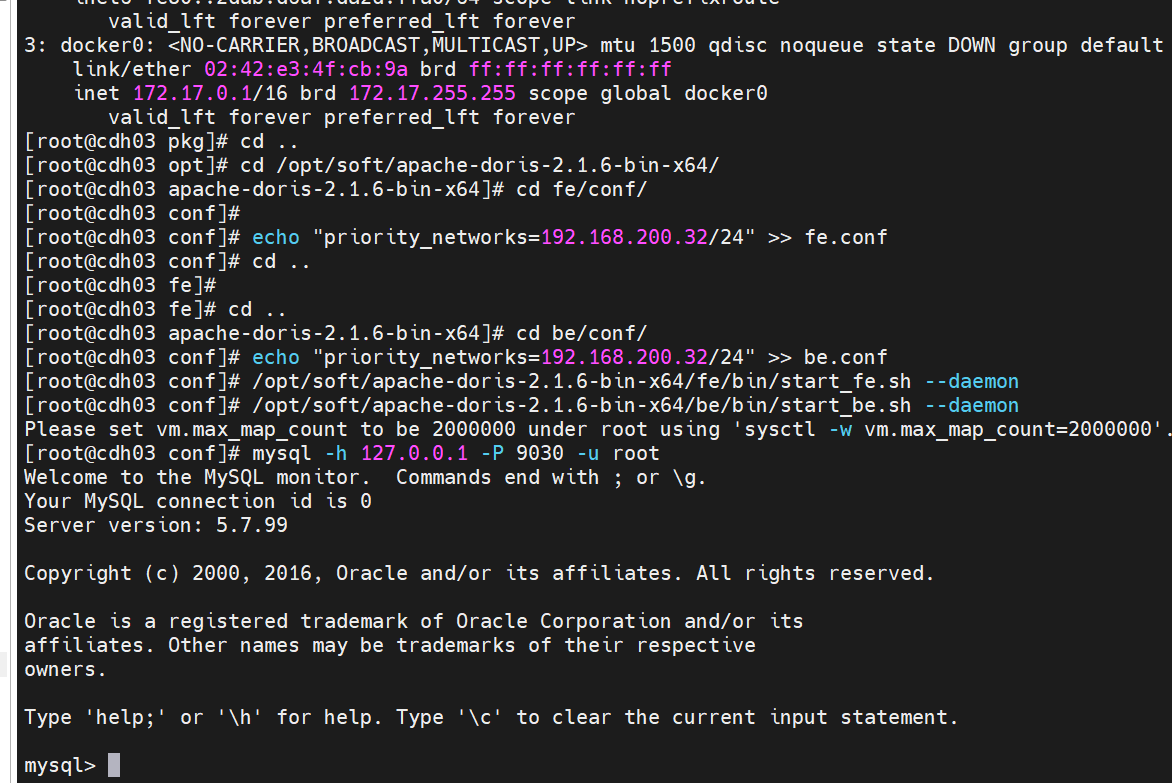 valid_lft forever preferred_lft forever
3: docker0: <NO-CARRIER,BROADCAST,MULTICAST,UP> mtu 1500 qdisc noqueue state DOWN group default
link/ether 02:42:e3:4f:cb:9a brd ff:ff:ff:ff:ff:ff
inet 172.17.0.1/16 brd 172.17.255.255 scope global docker0
valid_lft forever preferred_lft forever
[root@cdh03 pkg]# cd ..
[root@cdh03 opt]# cd /opt/soft/apache-doris-2.1.6-bin-x64/
[root@cdh03 apache-doris-2.1.6-bin-x64]# cd fe/conf/
[root@cdh03 conf]#
[root@cdh03 conf]# echo "priority_networks=192.168.200.32/24" >> fe.conf
[root@cdh03 conf]# cd ..
[root@cdh03 fe]#
[root@cdh03 fe]# cd ..
[root@cdh03 apache-doris-2.1.6-bin-x64]# cd be/conf/
[root@cdh03 conf]# echo "priority_networks=192.168.200.32/24" >> be.conf
[root@cdh03 conf]# /opt/soft/apache-doris-2.1.6-bin-x64/fe/bin/start_fe.sh --daemon
[root@cdh03 conf]# /opt/soft/apache-doris-2.1.6-bin-x64/be/bin/start_be.sh --daemon
Please set vm.max_map_count to be 2000000 under root using 'sysctl -w vm.max_map_count=2000000'.
[root@cdh03 conf]# mysql -h 127.0.0.1 -P 9030 -u root
Welcome to the MySQL monitor.  Commands end with ; or \g.
Your MySQL connection id is 0
Server version: 5.7.99
Copyright (c) 2000, 2016, Oracle and/or its affiliates. All rights reserved.
Oracle is a registered trademark of Oracle Corporation and/or its
affiliates. Other names may be trademarks of their respective
owners.
Type 'help;' or '\h' for help. Type '\c' to clear the current input statement.
mysql>